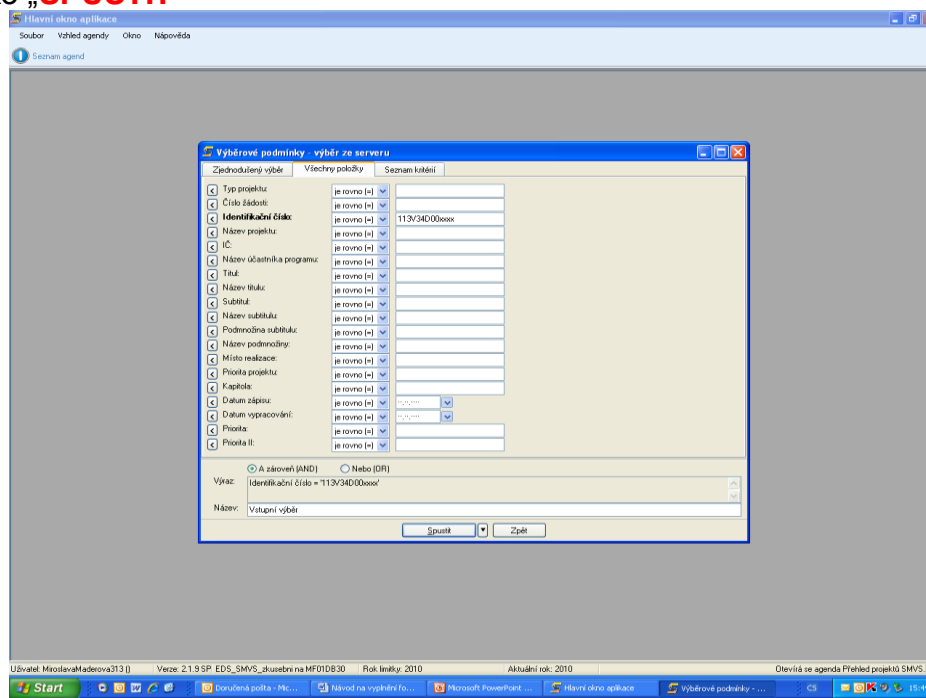 „SPUSTIT“
Hlavní okno aplikace
Soubor Vzhled agendy Okno Nápověda
Seznam agend
Výběrové podmínky - výběr ze serveru
Zjednodušený výběr Všechny položky Seznam kritérií
Typ projektu: je rovno (=)
Číslo žádosti: je rovno (=)
Identifikační číslo: je rovno (=) 113V34D00xxxx
Název projektu: je rovno (=)
IČ: je rovno (=)
Název účastníka programu: je rovno (=)
Titul: je rovno (=)
Název titulu: je rovno (=)
Subtitul: je rovno (=)
Název subtitulu: je rovno (=)
Podmnožina subtitulu: je rovno (=)
Název podmnožiny: je rovno (=)
Místo realizace: je rovno (=)
Priorita projektu: je rovno (=)
Kapitola: je rovno (=)
Datum zápisu: je rovno (=)
Datum vypracování: je rovno (=)
Priorita: je rovno (=)
Priorita II: je rovno (=)
A zároveň (AND) Nebo (OR)
Výraz: Identifikační číslo = '113V34D00xxxx'
Název: Vstupní výběr
Spustit Zpět
Uživatel: MiroslavaMaderova313 () Verze: 2.1.9 SP EDS_SMVS_zkusebni na MF01DB30 Rok limitky: 2010 Aktuální rok: 2010 Otevírá se agenda Přehled projektů SMVS.
Start Doručená pošta - Mic... Návod na vyplnění fo... Microsoft PowerPoint ... Hlavní okno aplikace Výběrové podmínky - ... CS